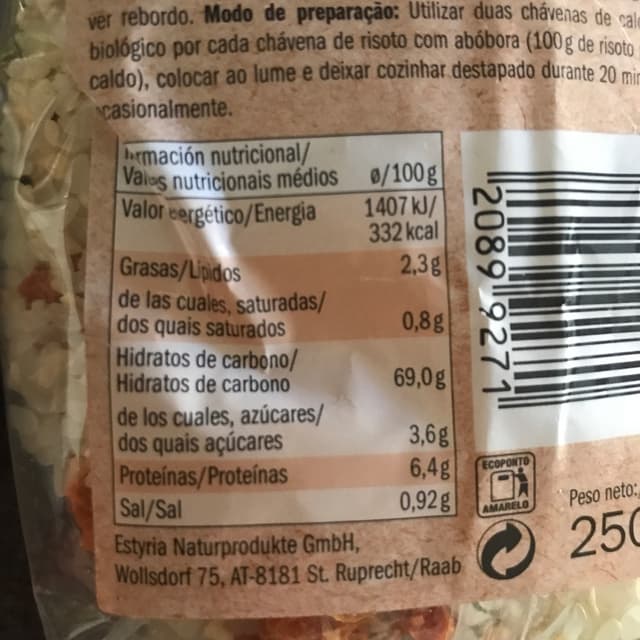 ver rebordo. Modo de preparação: Utilizar duas chávenas de
biológico por cada chávena de risoto com abóbora (100g de risoto
caldo), colocar ao lume e deixar cozinhar destapado durante 20
casionalmente.
rmación nutricional/
nutricionais médios ø/100g
Valor ergético/Energia 1407 kJ/
332 kcal
Grasas/Lípidos 2,3g
de las cuales, saturadas/
dos quais saturados 0,8g
Hidratos de carbono/
Hidratos de carbono 69,0g
de los cuales, azúcares/
dos quais açúcares 3,6g
Proteínas/Proteínas 6,4g
Sal/Sal 0,92g
Estyria Naturprodukte GmbH,
Wollsdorf 75, AT-8181 St. Ruprecht/Raab
2089 9271
ECOPONTO
AMARELO
Peso neto:
250